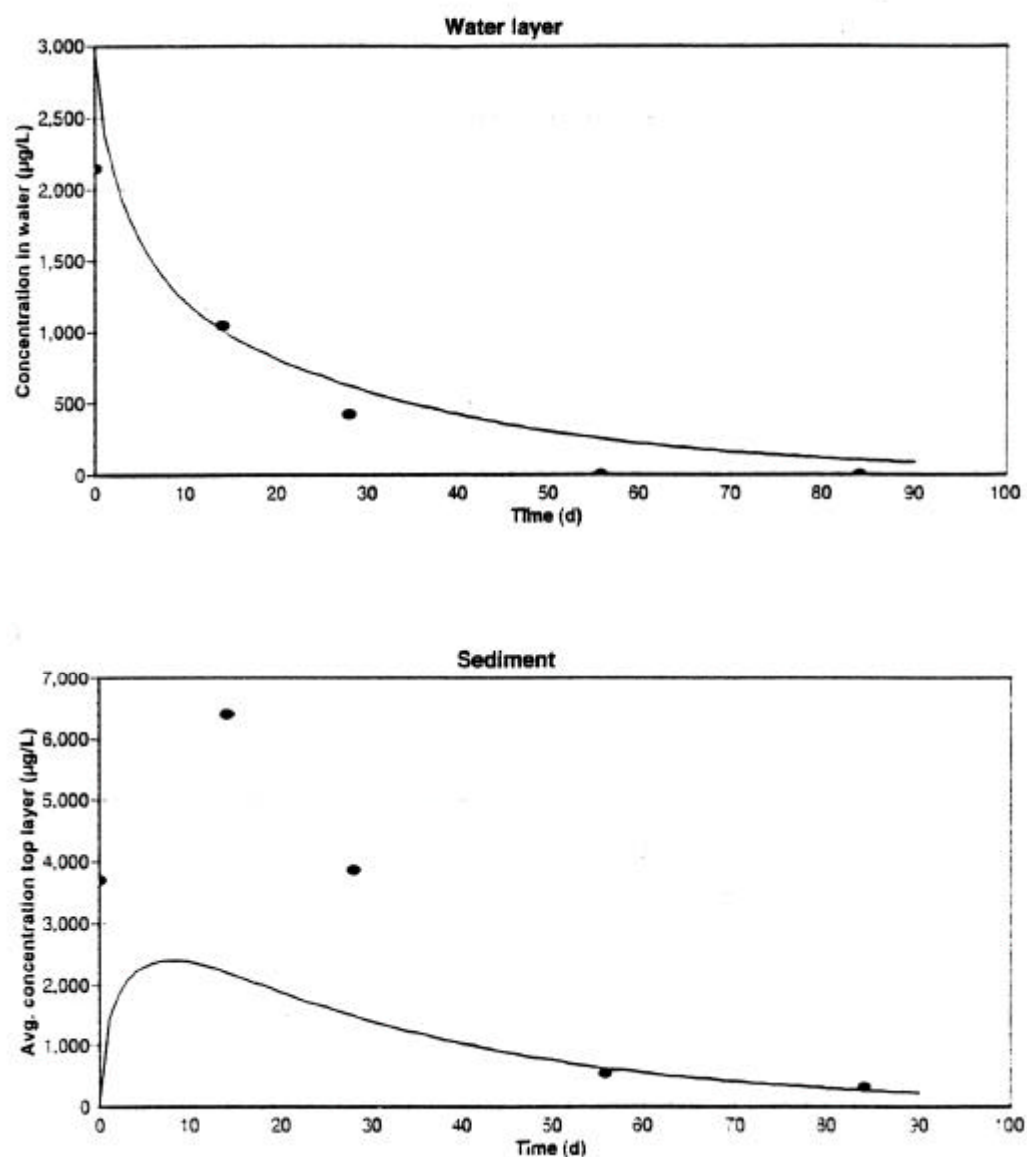 Water layer
Concentration in water (µg/L)
3,000
2,500
2,000
1,500
1,000
500
0
0 10 20 30 40 50 60 70 80 90 100
Time (d)
Sediment
Avg. concentration top layer (µg/L)
7,000
6,000
5,000
4,000
3,000
2,000
1,000
0
0 10 20 30 40 50 60 70 80 90 100
Time (d)